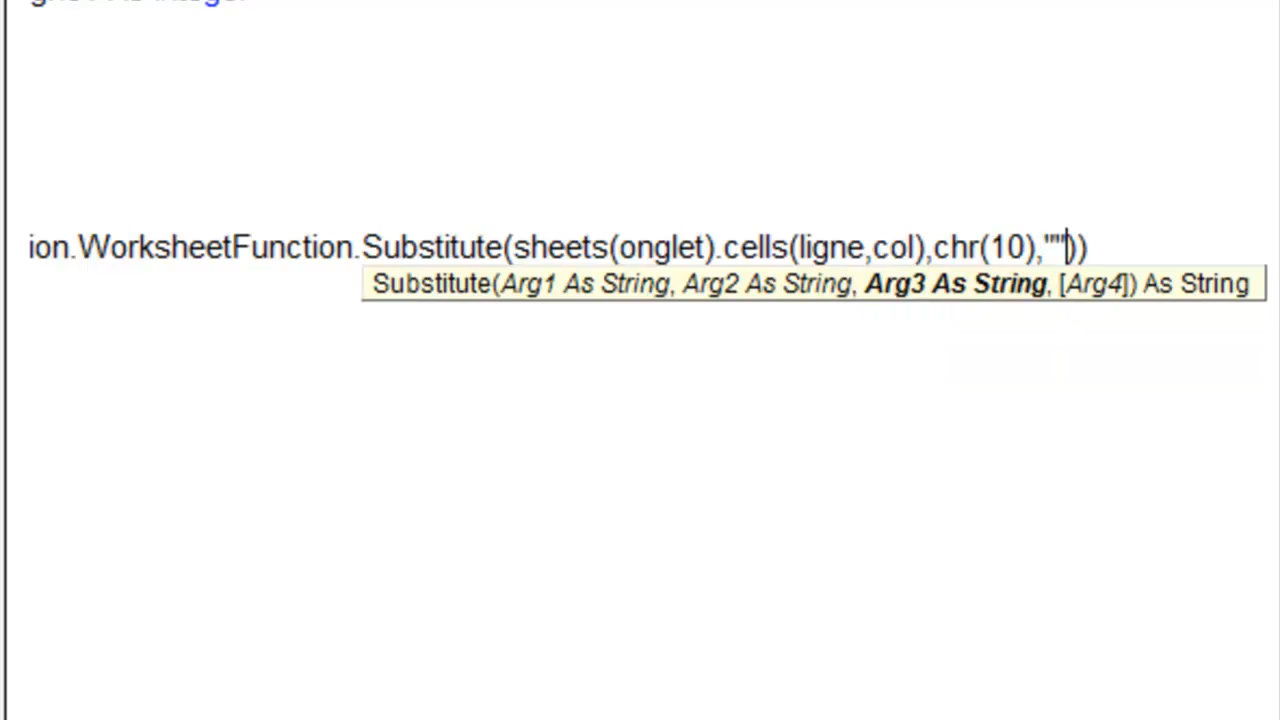 ion.WorksheetFunction.Substitute(sheets(onglet).cells(ligne,col),chr(10),""))
Substitute(Arg1 As String, Arg2 As String, Arg3 As String, [Arg4]) As String